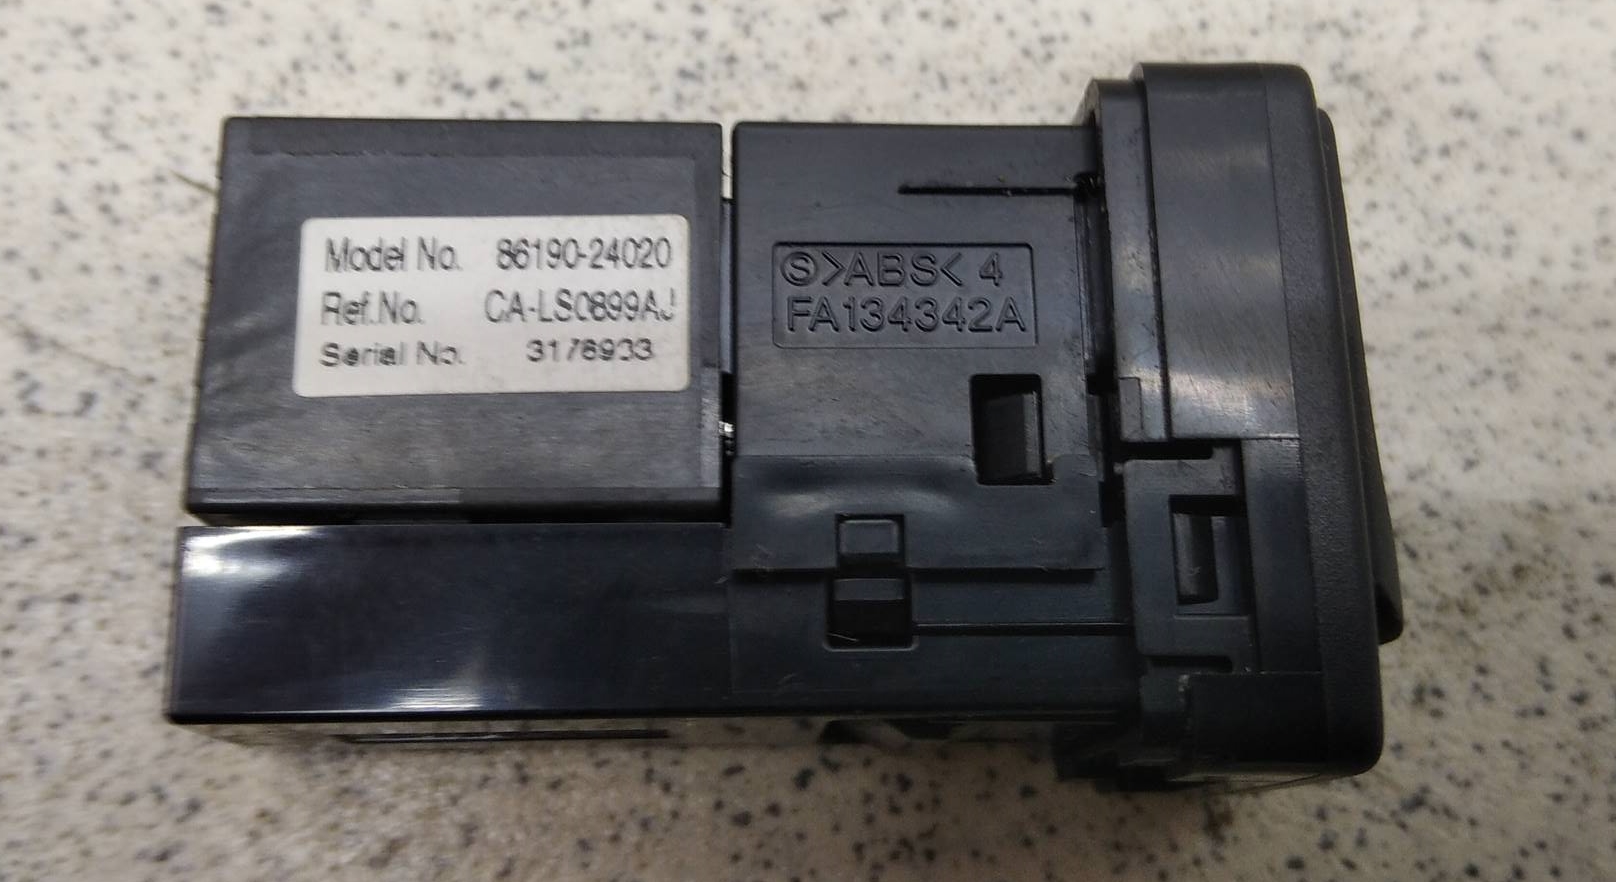 Model No. 86190-24020
Ref.No. CA-LS0899AJ
Serial No. 3176933
Ⓢ>ABS< 4
FA134342A